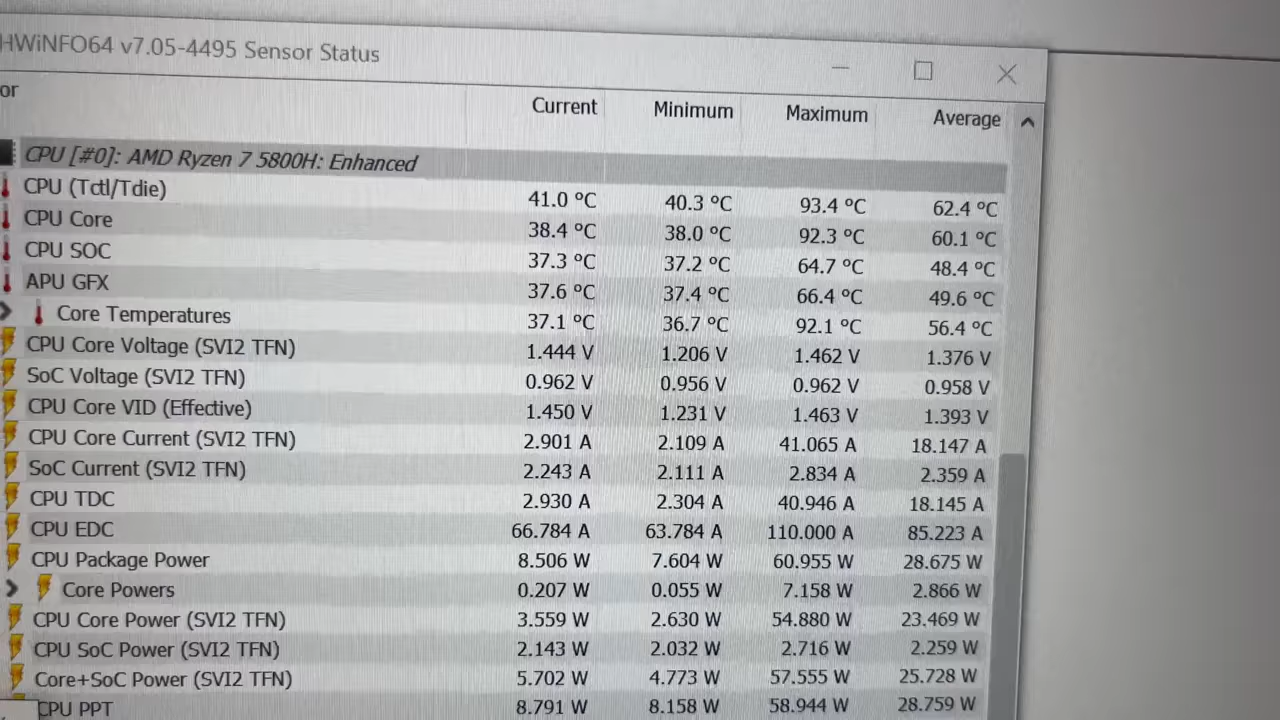 HWiNFO64 v7.05-4495 Sensor Status
or Current Minimum Maximum Average
CPU [#0]: AMD Ryzen 7 5800H: Enhanced
CPU (Tctl/Tdie) 41.0 °C 40.3 °C 93.4 °C 62.4 °C
CPU Core 38.4 °C 38.0 °C 92.3 °C 60.1 °C
CPU SOC 37.3 °C 37.2 °C 64.7 °C 48.4 °C
APU GFX 37.6 °C 37.4 °C 66.4 °C 49.6 °C
Core Temperatures 37.1 °C 36.7 °C 92.1 °C 56.4 °C
CPU Core Voltage (SVI2 TFN) 1.444 V 1.206 V 1.462 V 1.376 V
SoC Voltage (SVI2 TFN) 0.962 V 0.956 V 0.962 V 0.958 V
CPU Core VID (Effective) 1.450 V 1.231 V 1.463 V 1.393 V
CPU Core Current (SVI2 TFN) 2.901 A 2.109 A 41.065 A 18.147 A
SoC Current (SVI2 TFN) 2.243 A 2.111 A 2.834 A 2.359 A
CPU TDC 2.930 A 2.304 A 40.946 A 18.145 A
CPU EDC 66.784 A 63.784 A 110.000 A 85.223 A
CPU Package Power 8.506 W 7.604 W 60.955 W 28.675 W
Core Powers 0.207 W 0.055 W 7.158 W 2.866 W
CPU Core Power (SVI2 TFN) 3.559 W 2.630 W 54.880 W 23.469 W
CPU SoC Power (SVI2 TFN) 2.143 W 2.032 W 2.716 W 2.259 W
Core+SoC Power (SVI2 TFN) 5.702 W 4.773 W 57.555 W 25.728 W
CPU PPT 8.791 W 8.158 W 58.944 W 28.759 W